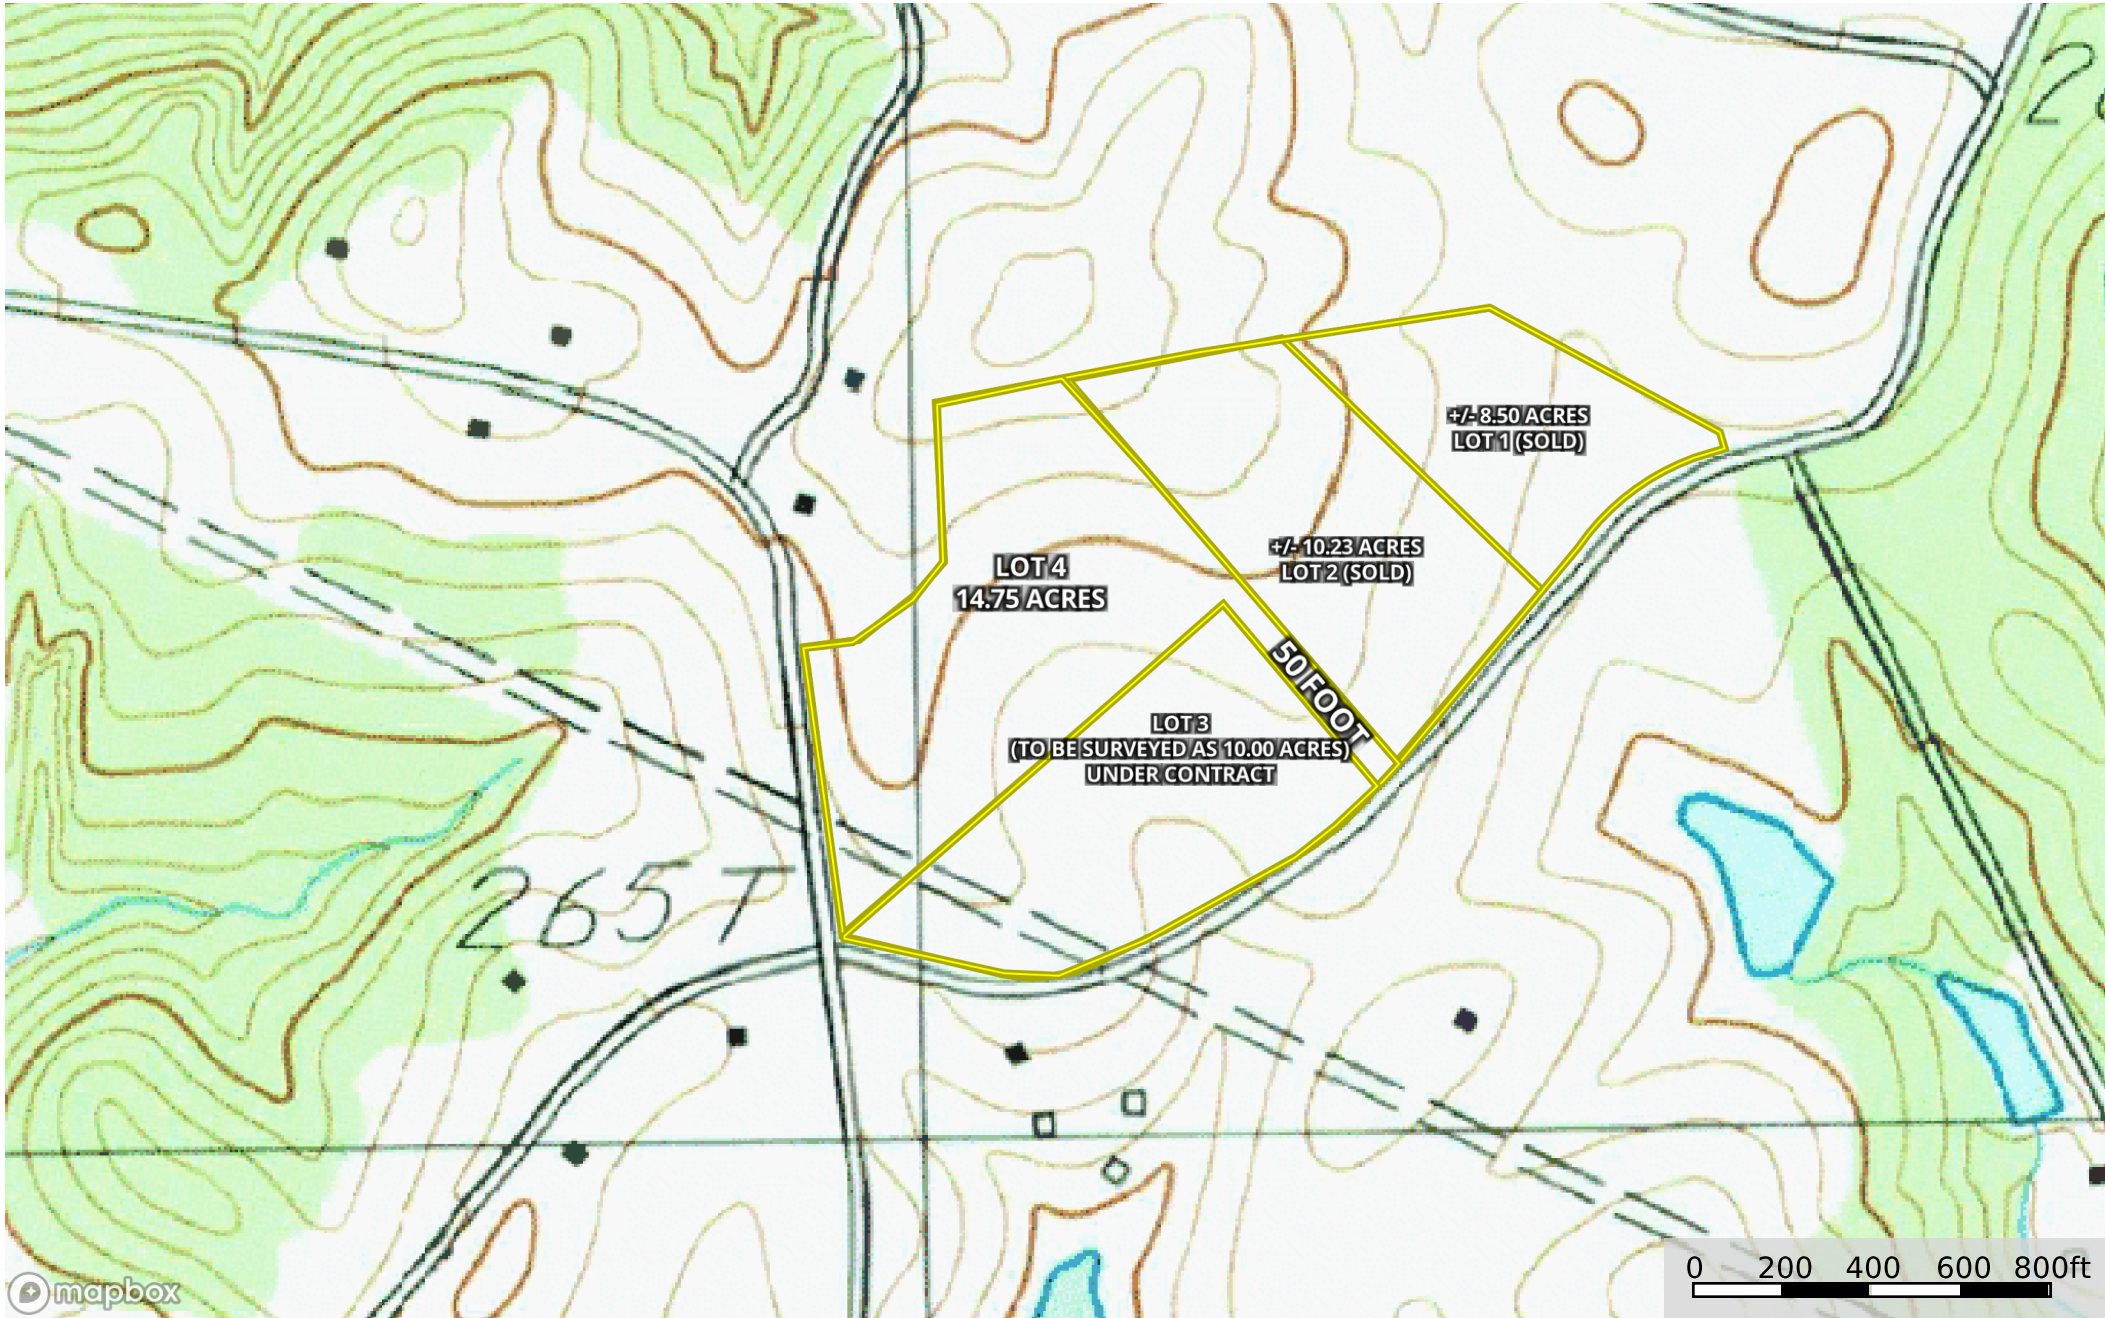 +/- 8.50 ACRES
LOT 1 (SOLD)
+/- 10.23 ACRES
LOT 2 (SOLD)
LOT 4
14.75 ACRES
50 FOOT
LOT 3
(TO BE SURVEYED AS 10.00 ACRES)
UNDER CONTRACT
265T
mapbox
0 200 400 600 800ft